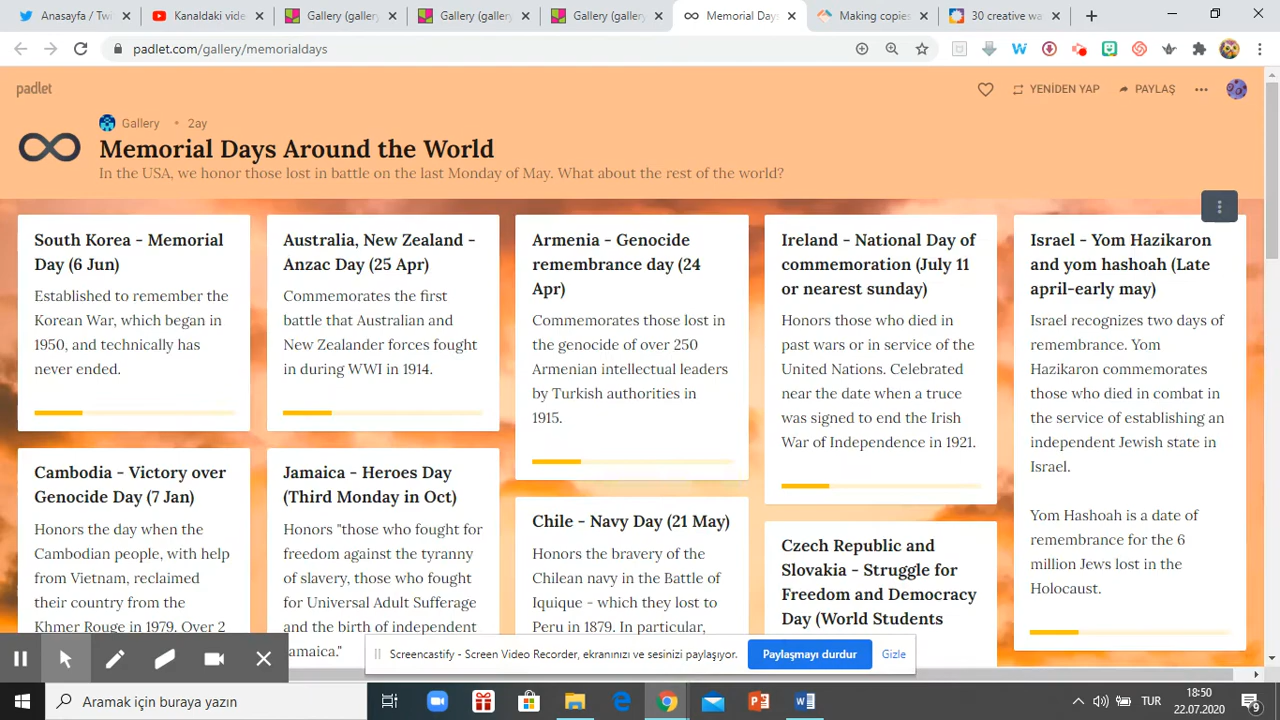 Anasayfa / Twi
Kanaldaki vide
Gallery (gallery
Gallery (gallery
Gallery (gallery
Memorial Days
Making copies
30 creative wa
padlet.com/gallery/memorialdays
padlet
YENİDEN YAP
PAYLAŞ
Gallery • 2ay
Memorial Days Around the World
In the USA, we honor those lost in battle on the last Monday of May. What about the rest of the world?
South Korea - Memorial
Day (6 Jun)
Established to remember the
Korean War, which began in
1950, and technically has
never ended.
Australia, New Zealand -
Anzac Day (25 Apr)
Commemorates the first
battle that Australian and
New Zealander forces fought
in during WWI in 1914.
Armenia - Genocide
remembrance day (24
Apr)
Commemorates those lost in
the genocide of over 250
Armenian intellectual leaders
by Turkish authorities in
1915.
Ireland - National Day of
commemoration (July 11
or nearest sunday)
Honors those who died in
past wars or in service of the
United Nations. Celebrated
near the date when a truce
was signed to end the Irish
War of Independence in 1921.
Israel - Yom Hazikaron
and yom hashoah (Late
april-early may)
Israel recognizes two days of
remembrance. Yom
Hazikaron commemorates
those who died in combat in
the service of establishing an
independent Jewish state in
Israel.
Yom Hashoah is a date of
remembrance for the 6
million Jews lost in the
Holocaust.
Cambodia - Victory over
Genocide Day (7 Jan)
Honors the day when the
Cambodian people, with help
from Vietnam, reclaimed
their country from the
Khmer Rouge in 1979. Over 2
Jamaica - Heroes Day
(Third Monday in Oct)
Honors "those who fought for
freedom against the tyranny
of slavery, those who fought
for Universal Adult Sufferage
and the birth of independent
Jamaica."
Chile - Navy Day (21 May)
Honors the bravery of the
Chilean navy in the Battle of
Iquique - which they lost to
Peru in 1879. In particular,
Czech Republic and
Slovakia - Struggle for
Freedom and Democracy
Day (World Students
Screencastify - Screen Video Recorder, ekranınızı ve sesinizi paylaşıyor.
Paylaşmayı durdur
Gizle
Aramak için buraya yazın
TUR
18:50
22.07.2020
9